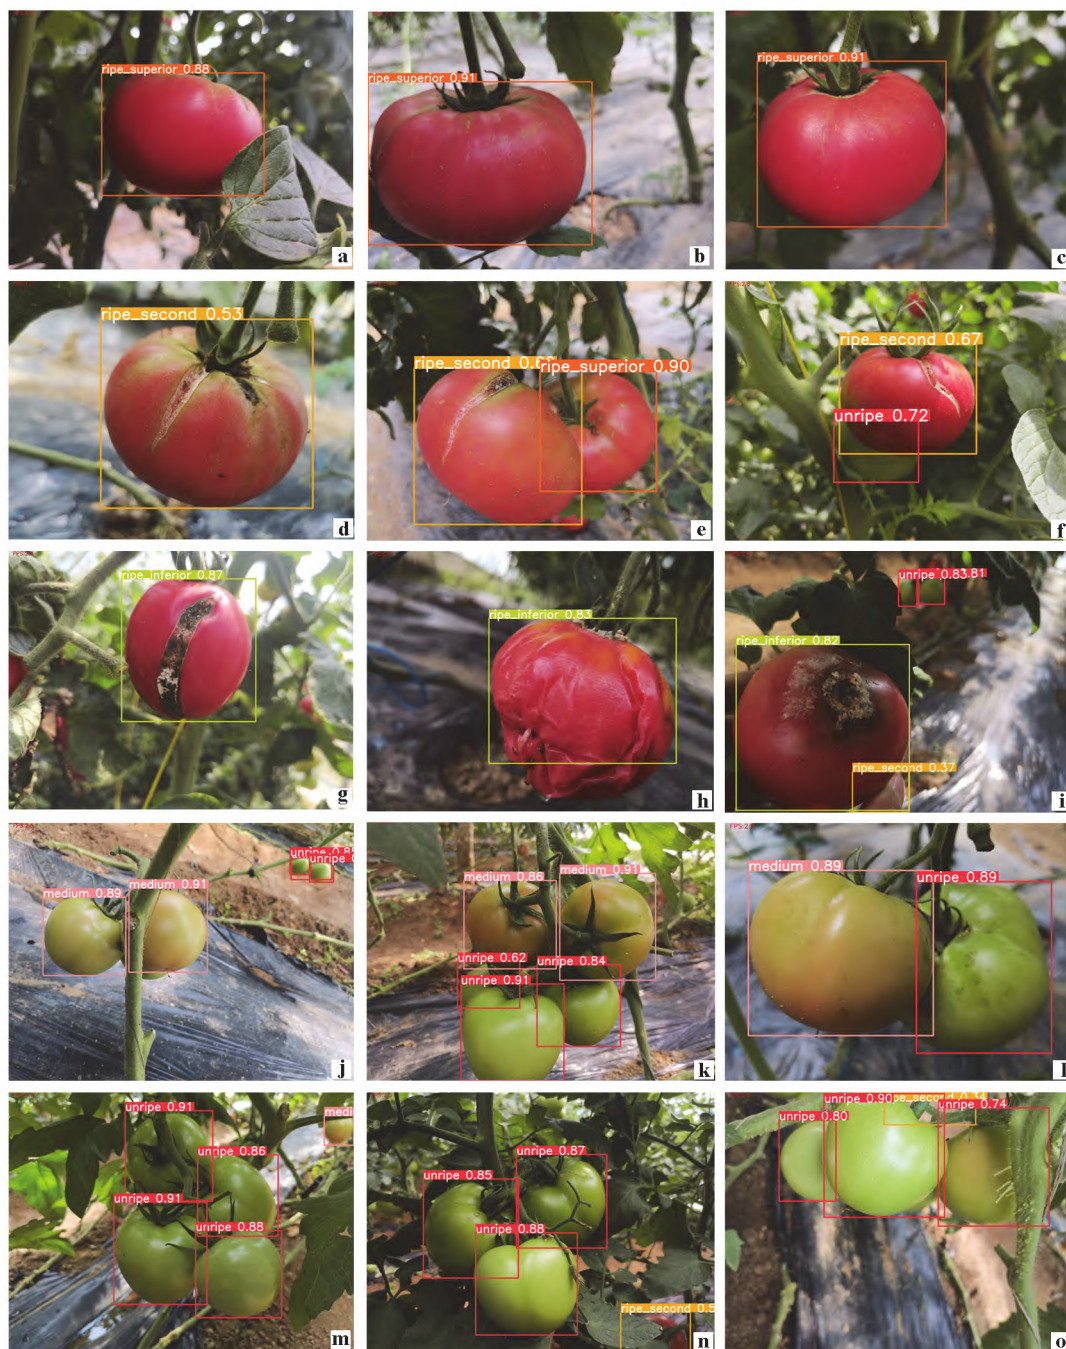 ripe_superior 0.88
a
ripe_superior 0.91
b
ripe_superior 0.91
c
ripe_second 0.53
d
ripe_second
ripe_superior 0.90
e
ripe_second 0.67
unripe 0.72
f
ripe_inferior 0.87
g
ripe_inferior 0.83
h
unripe 0.83
ripe_inferior 0.82
ripe_second 0.37
i
unripe
unripe
medium 0.89
medium 0.91
j
medium 0.86
medium 0.91
unripe 0.62
unripe 0.84
unripe 0.91
k
medium 0.89
unripe 0.89
l
unripe 0.91
unripe 0.86
unripe 0.91
unripe 0.88
m
unripe 0.85
unripe 0.87
unripe 0.88
ripe_second
n
unripe 0.80
unripe 0.90
unripe 0.74
o